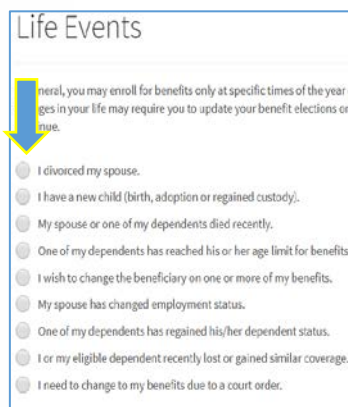 Life Events
neral, you may enroll for benefits only at specific times of the year
ges in your life may require you to update your benefit elections or
nue.
I divorced my spouse.
I have a new child (birth, adoption or regained custody).
My spouse or one of my dependents died recently.
One of my dependents has reached his or her age limit for benefits
I wish to change the beneficiary on one or more of my benefits.
My spouse has changed employment status.
One of my dependents has regained his/her dependent status.
I or my eligible dependent recently lost or gained similar coverage.
I need to change to my benefits due to a court order.